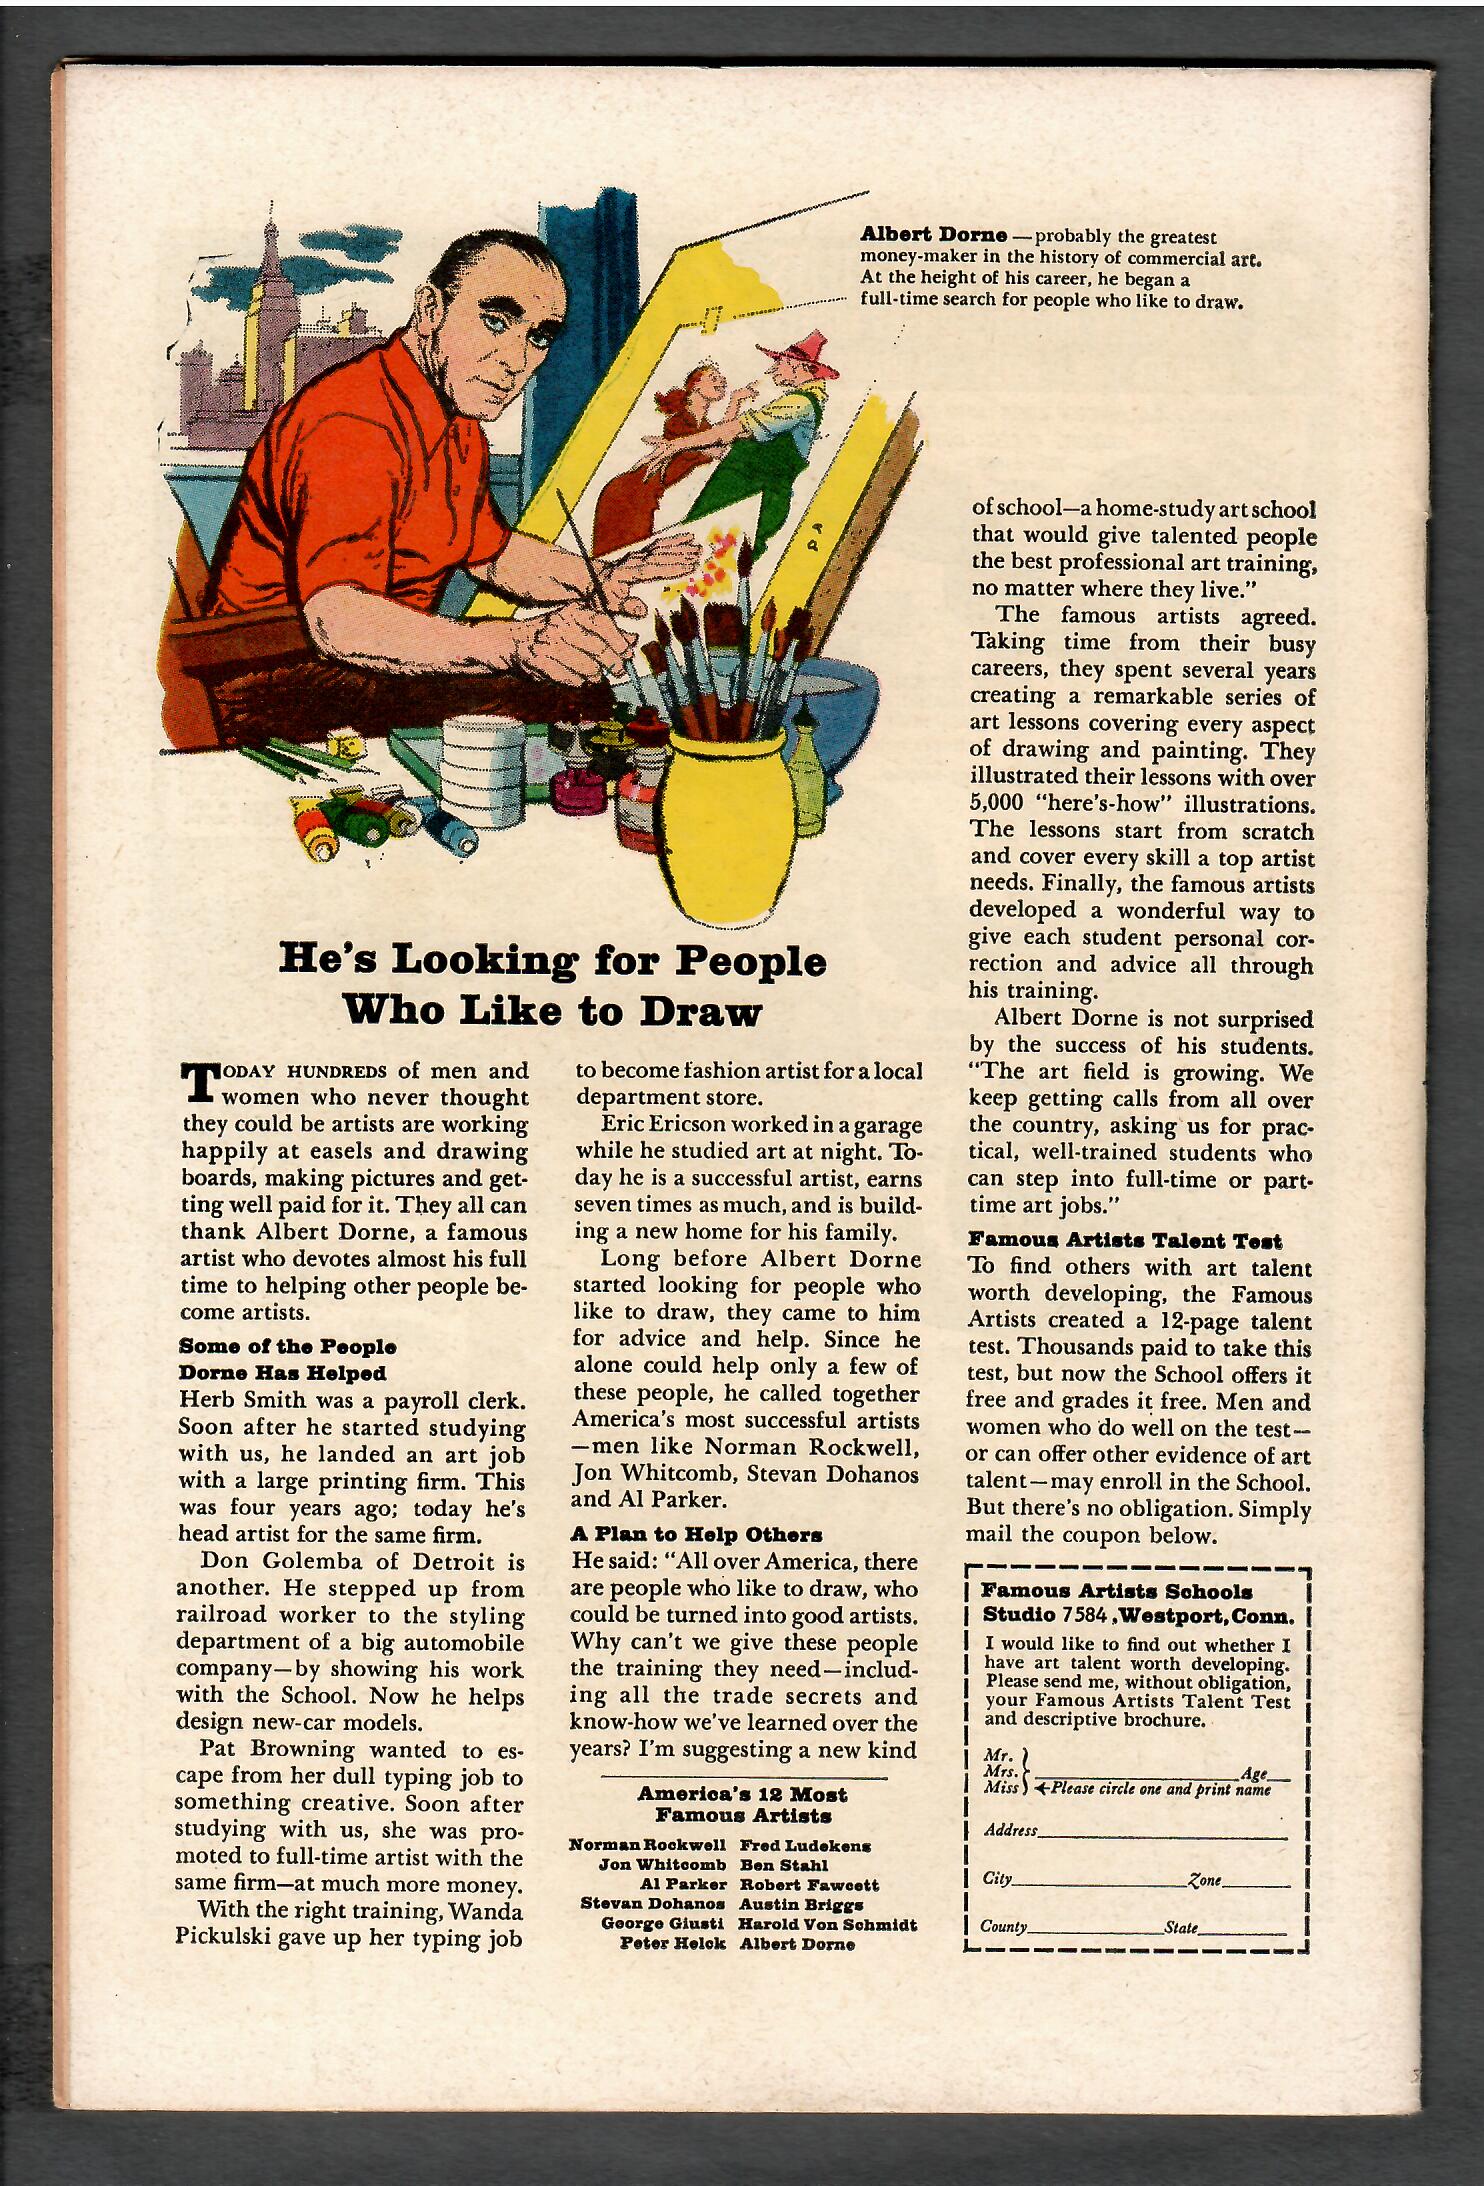 Albert Dorne — probably the greatest
money-maker in the history of commercial art.
At the height of his career, he began a
full-time search for people who like to draw.
He's Looking for People
Who Like to Draw
TODAY HUNDREDS of men and
women who never thought
they could be artists are working
happily at easels and drawing
boards, making pictures and get-
ting well paid for it. They all can
thank Albert Dorne, a famous
artist who devotes almost his full
time to helping other people be-
come artists.
Some of the People
Dorne Has Helped
Herb Smith was a payroll clerk.
Soon after he started studying
with us, he landed an art job
with a large printing firm. This
was four years ago; today he's
head artist for the same firm.
Don Golemba of Detroit is
another. He stepped up from
railroad worker to the styling
department of a big automobile
company—by showing his work
with the School. Now he helps
design new-car models.
Pat Browning wanted to es-
cape from her dull typing job to
something creative. Soon after
studying with us, she was pro-
moted to full-time artist with the
same firm—at much more money.
With the right training, Wanda
Pickulski gave up her typing job
to become fashion artist for a local
department store.
Eric Ericson worked in a garage
while he studied art at night. To-
day he is a successful artist, earns
seven times as much, and is build-
ing a new home for his family.
Long before Albert Dorne
started looking for people who
like to draw, they came to him
for advice and help. Since he
alone could help only a few of
these people, he called together
America's most successful artists
—men like Norman Rockwell,
Jon Whitcomb, Stevan Dohanos
and Al Parker.
A Plan to Help Others
He said: "All over America, there
are people who like to draw, who
could be turned into good artists.
Why can't we give these people
the training they need—includ-
ing all the trade secrets and
know-how we've learned over the
years? I'm suggesting a new kind
America's 12 Most
Famous Artists
Norman Rockwell Fred Ludekens
Jon Whitcomb Ben Stahl
Al Parker Robert Fawcett
Stevan Dohanos Austin Briggs
George Giusti Harold Von Schmidt
Peter Helck Albert Dorne
of school—a home-study art school
that would give talented people
the best professional art training,
no matter where they live."
The famous artists agreed.
Taking time from their busy
careers, they spent several years
creating a remarkable series of
art lessons covering every aspect
of drawing and painting. They
illustrated their lessons with over
5,000 "here's-how" illustrations.
The lessons start from scratch
and cover every skill a top artist
needs. Finally, the famous artists
developed a wonderful way to
give each student personal cor-
rection and advice all through
his training.
Albert Dorne is not surprised
by the success of his students.
"The art field is growing. We
keep getting calls from all over
the country, asking us for prac-
tical, well-trained students who
can step into full-time or part-
time art jobs."
Famous Artists Talent Test
To find others with art talent
worth developing, the Famous
Artists created a 12-page talent
test. Thousands paid to take this
test, but now the School offers it
free and grades it free. Men and
women who do well on the test—
or can offer other evidence of art
talent—may enroll in the School.
But there's no obligation. Simply
mail the coupon below.
Famous Artists Schools
Studio 7584, Westport, Conn.
I would like to find out whether I
have art talent worth developing.
Please send me, without obligation,
your Famous Artists Talent Test
and descriptive brochure.
Mr.
Mrs. Age
Miss Please circle one and print name
Address
City Zone
County State